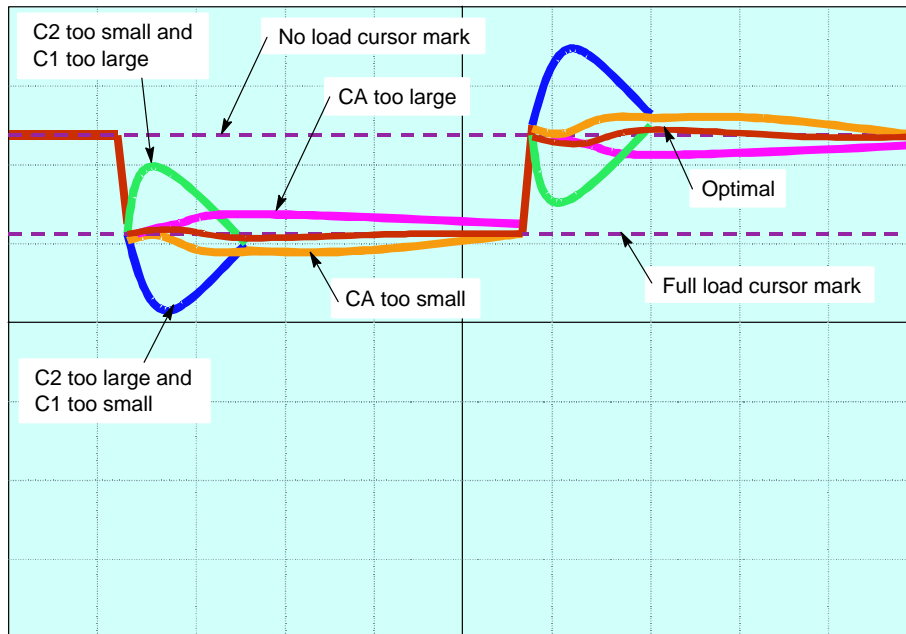 C2 too small and
C1 too large
No load cursor mark
CA too large
Optimal
Full load cursor mark
CA too small
C2 too large and
C1 too small